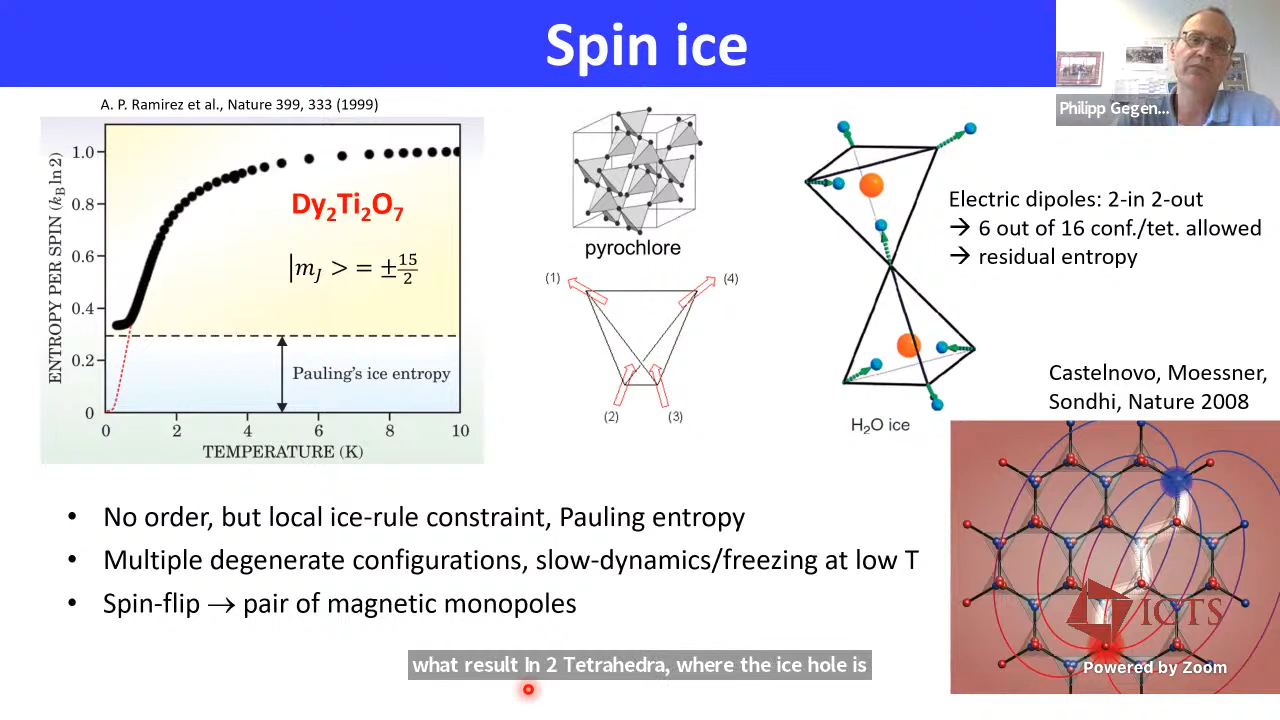 Spin ice
Philipp Gegen...
A. P. Ramirez et al., Nature 399, 333 (1999)
ENTROPY PER SPIN (k_B ln 2)
1.0
0.8
0.6
0.4
0.2
0
Dy₂Ti₂O₇
|m_J > = ± 15/2
Pauling's ice entropy
0 2 4 6 8 10
TEMPERATURE (K)
pyrochlore
(1)
(4)
(2)
(3)
H₂O ice
Electric dipoles: 2-in 2-out
→ 6 out of 16 conf./tet. allowed
→ residual entropy
Castelnovo, Moessner,
Sondhi, Nature 2008
• No order, but local ice-rule constraint, Pauling entropy
• Multiple degenerate configurations, slow-dynamics/freezing at low T
• Spin-flip → pair of magnetic monopoles
ICTS
Powered by Zoom
what result In 2 Tetrahedra, where the ice hole is